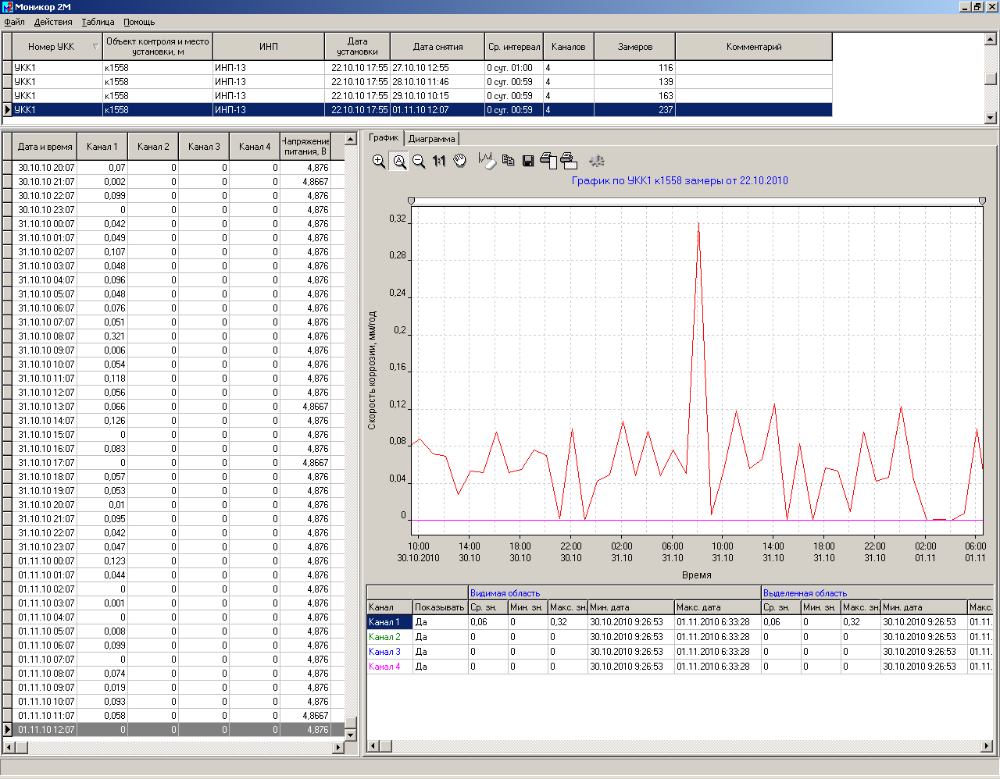 Моникор 2М
Файл Действия Таблица Помощь
Номер УКК Объект контроля и место установки, м ИНП Дата установки Дата снятия Ср. интервал Каналов Замеров Комментарий
УКК1 к1558 ИНП-13 22.10.10 17:55 27.10.10 12:55 0 сут. 01:00 4 116
УКК1 к1558 ИНП-13 22.10.10 17:55 28.10.10 11:46 0 сут. 00:59 4 139
УКК1 к1558 ИНП-13 22.10.10 17:55 29.10.10 10:15 0 сут. 00:59 4 163
УКК1 к1558 ИНП-13 22.10.10 17:55 01.11.10 12:07 0 сут. 00:59 4 237
Дата и время Канал 1 Канал 2 Канал 3 Канал 4 Напряжение питания, В
30.10.10 20:07 0,07 0 0 0 4,876
30.10.10 21:07 0,002 0 0 0 4,8667
30.10.10 22:07 0,099 0 0 0 4,876
30.10.10 23:07 0 0 0 0 4,876
31.10.10 00:07 0,042 0 0 0 4,876
31.10.10 01:07 0,049 0 0 0 4,876
31.10.10 02:07 0,107 0 0 0 4,876
31.10.10 03:07 0,048 0 0 0 4,876
31.10.10 04:07 0,096 0 0 0 4,876
31.10.10 05:07 0,048 0 0 0 4,876
31.10.10 06:07 0,076 0 0 0 4,876
31.10.10 07:07 0,051 0 0 0 4,876
31.10.10 08:07 0,321 0 0 0 4,876
31.10.10 09:07 0,006 0 0 0 4,876
31.10.10 10:07 0,054 0 0 0 4,876
31.10.10 11:07 0,118 0 0 0 4,876
31.10.10 12:07 0,056 0 0 0 4,876
31.10.10 13:07 0,066 0 0 0 4,8667
31.10.10 14:07 0,126 0 0 0 4,876
31.10.10 15:07 0 0 0 0 4,876
31.10.10 16:07 0,083 0 0 0 4,876
31.10.10 17:07 0 0 0 0 4,8667
31.10.10 18:07 0,057 0 0 0 4,876
31.10.10 19:07 0,053 0 0 0 4,876
31.10.10 20:07 0,01 0 0 0 4,876
31.10.10 21:07 0,095 0 0 0 4,876
31.10.10 22:07 0,042 0 0 0 4,876
31.10.10 23:07 0,047 0 0 0 4,876
01.11.10 00:07 0,123 0 0 0 4,876
01.11.10 01:07 0,044 0 0 0 4,876
01.11.10 02:07 0 0 0 0 4,876
01.11.10 03:07 0,001 0 0 0 4,876
01.11.10 04:07 0 0 0 0 4,876
01.11.10 05:07 0,008 0 0 0 4,876
01.11.10 06:07 0,099 0 0 0 4,876
01.11.10 07:07 0 0 0 0 4,876
01.11.10 08:07 0,074 0 0 0 4,876
01.11.10 09:07 0,019 0 0 0 4,876
01.11.10 10:07 0,093 0 0 0 4,876
01.11.10 11:07 0,058 0 0 0 4,8667
01.11.10 12:07 0 0 0 0 4,876
График Диаграмма
1:1
График по УКК1 к1558 замеры от 22.10.2010
Скорость коррозии, мм/год
0,32
0,28
0,24
0,2
0,16
0,12
0,08
0,04
0
10:00 14:00 18:00 22:00 02:00 06:00 10:00 14:00 18:00 22:00 02:00 06:00
30.10.2010 30.10 30.10 30.10 31.10 31.10 31.10 31.10 31.10 31.10 01.11 01.11
Время
Видимая область Выделенная область
Канал Показывать Ср. зн. Мин. зн. Макс. зн. Мин. дата Макс. дата Ср. зн. Мин. зн. Макс. зн. Мин. дата Макс.
Канал 1 Да 0,06 0 0,32 30.10.2010 9:26:53 01.11.2010 6:33:28 0,06 0 0,32 30.10.2010 9:26:53 01.11.
Канал 2 Да 0 0 0 30.10.2010 9:26:53 01.11.2010 6:33:28 0 0 0 30.10.2010 9:26:53 01.11.
Канал 3 Да 0 0 0 30.10.2010 9:26:53 01.11.2010 6:33:28 0 0 0 30.10.2010 9:26:53 01.11.
Канал 4 Да 0 0 0 30.10.2010 9:26:53 01.11.2010 6:33:28 0 0 0 30.10.2010 9:26:53 01.11.